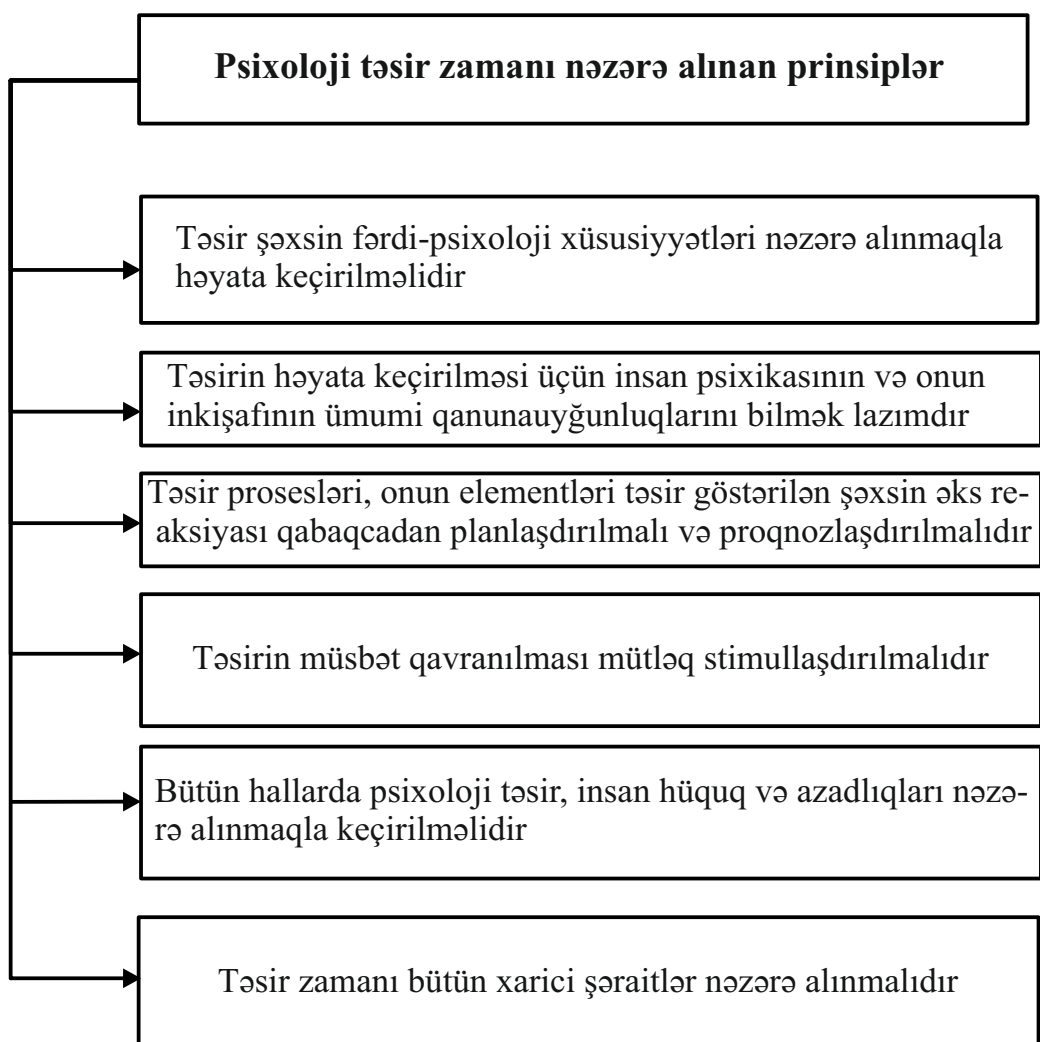 Psixoloji təsir zamanı nəzərə alınan prinsiplər
Təsir şəxsin fərdi-psixoloji xüsusiyyətləri nəzərə alınmaqla
həyata keçirilməlidir
Təsirin həyata keçirilməsi üçün insan psixikasının və onun
inkişafının ümumi qanunauyğunluqlarını bilmək lazımdır
Təsir prosesləri, onun elementləri təsir göstərilən şəxsin əks re-
aksiyası qabaqcadan planlaşdırılmalı və proqnozlaşdırılmalıdır
Təsirin müsbət qavranılması mütləq stimullaşdırılmalıdır
Bütün hallarda psixoloji təsir, insan hüquq və azadlıqları nəzə-
rə alınmaqla keçirilməlidir
Təsir zamanı bütün xarici şəraitlər nəzərə alınmalıdır